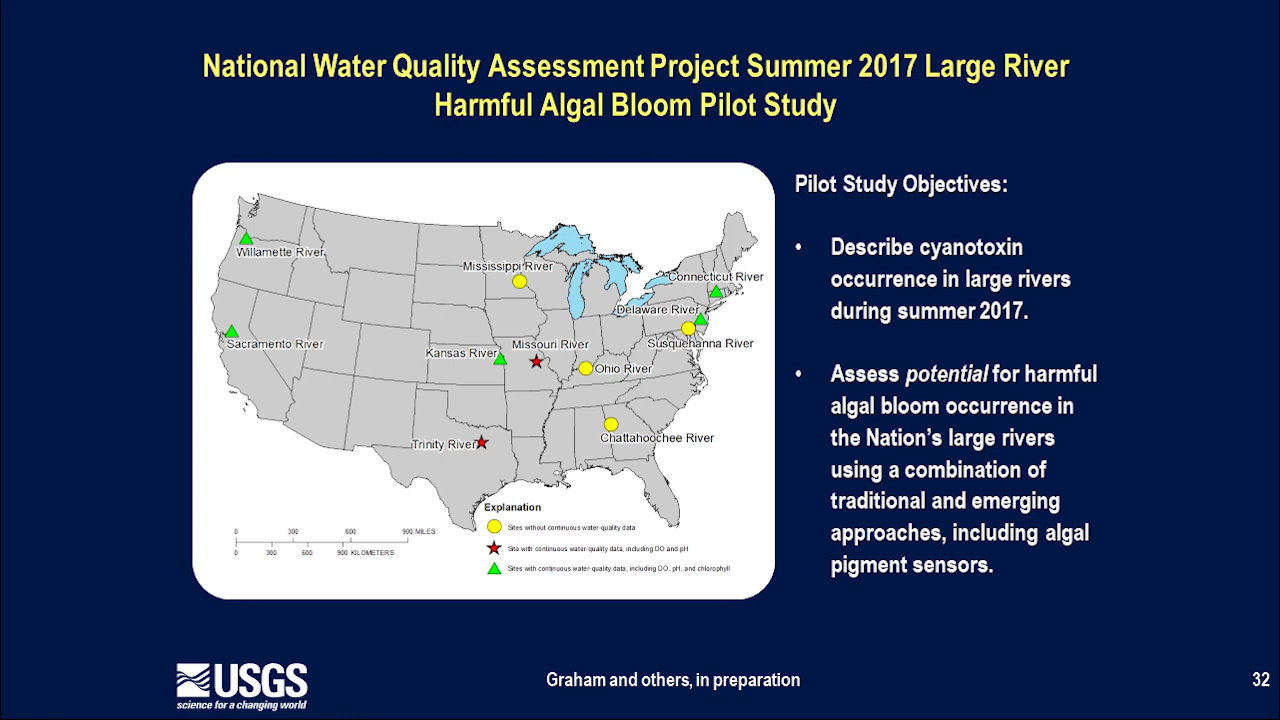 National Water Quality Assessment Project Summer 2017 Large River
Harmful Algal Bloom Pilot Study
Willamette River
Mississippi River
Connecticut River
Delaware River
Sacramento River
Kansas River
Missouri River
Susquehanna River
Ohio River
Chattahoochee River
Trinity River
Explanation
Sites without continuous water-quality data
Site with continuous water-quality data, including DO and pH
Sites with continuous water-quality data, including DO, pH, and chlorophyll
0 300 600 900 MILES
0 300 600 900 KILOMETERS
Pilot Study Objectives:
• Describe cyanotoxin
occurrence in large rivers
during summer 2017.
• Assess potential for harmful
algal bloom occurrence in
the Nation's large rivers
using a combination of
traditional and emerging
approaches, including algal
pigment sensors.
USGS
science for a changing world
Graham and others, in preparation
32